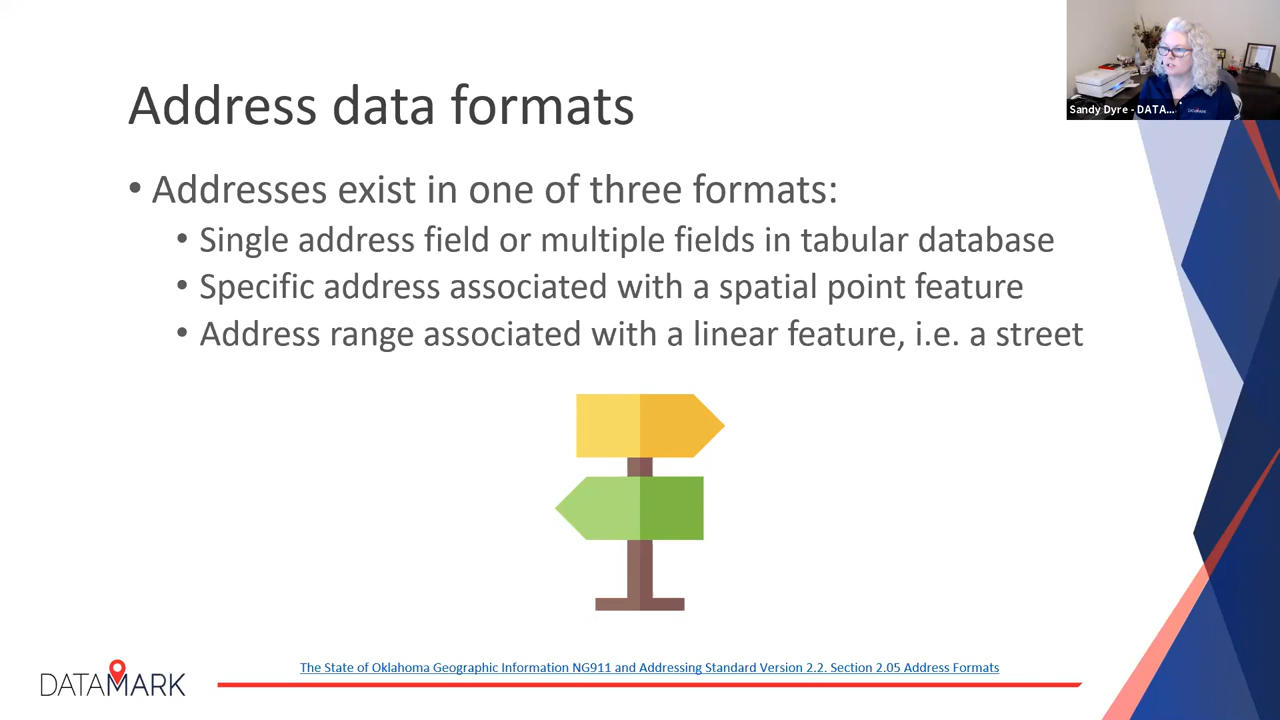 Address data formats
Sandy Dyre - DATA...
• Addresses exist in one of three formats:
• Single address field or multiple fields in tabular database
• Specific address associated with a spatial point feature
• Address range associated with a linear feature, i.e. a street
The State of Oklahoma Geographic Information NG911 and Addressing Standard Version 2.2. Section 2.05 Address Formats
DATAMARK